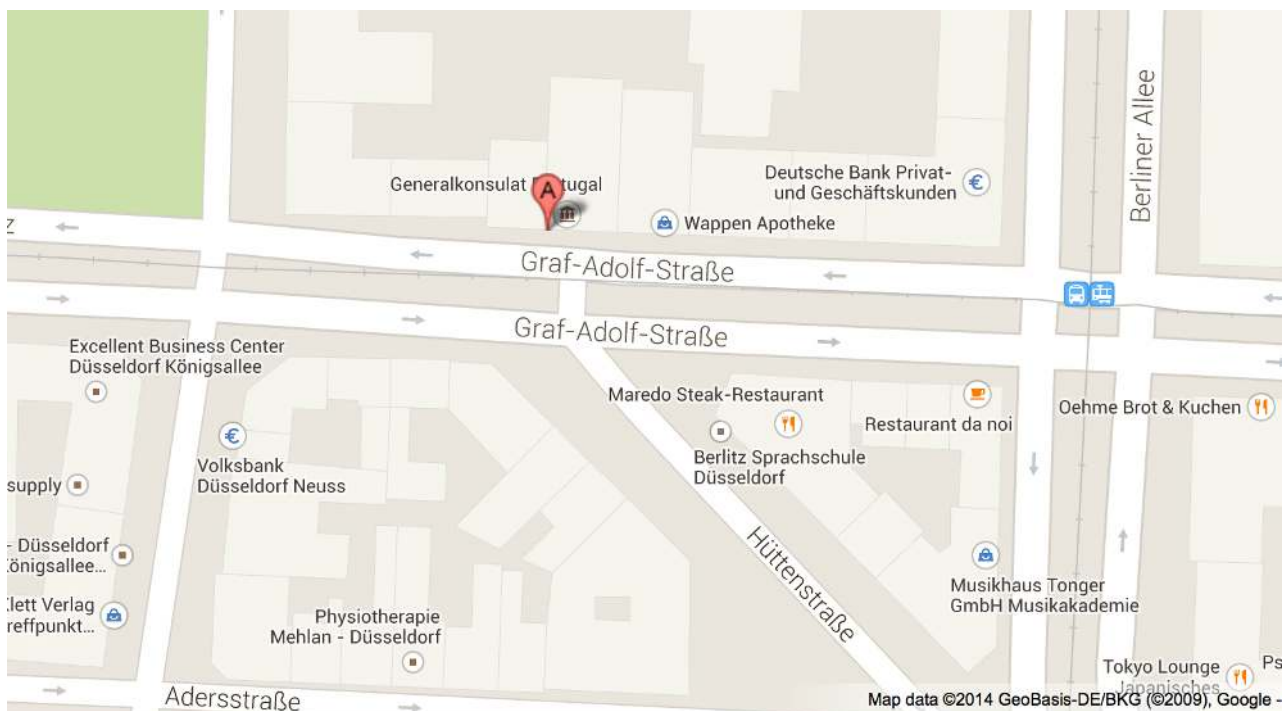 Berliner Allee
Deutsche Bank Privat-
und Geschäftskunden
Generalkonsulat Portugal
A
Wappen Apotheke
Z
Graf-Adolf-Straße
Graf-Adolf-Straße
Excellent Business Center
Düsseldorf Königsallee
Maredo Steak-Restaurant
Restaurant da noi
Oehme Brot & Kuchen
Berlitz Sprachschule
Düsseldorf
Volksbank
Düsseldorf Neuss
supply
- Düsseldorf
Königsallee...
Hüttenstraße
Musikhaus Tonger
GmbH Musikakademie
Klett Verlag
reffpunkt...
Physiotherapie
Mehlan - Düsseldorf
Tokyo Lounge
Japanisches
Ps
Adersstraße
Map data ©2014 GeoBasis-DE/BKG (©2009), Google -